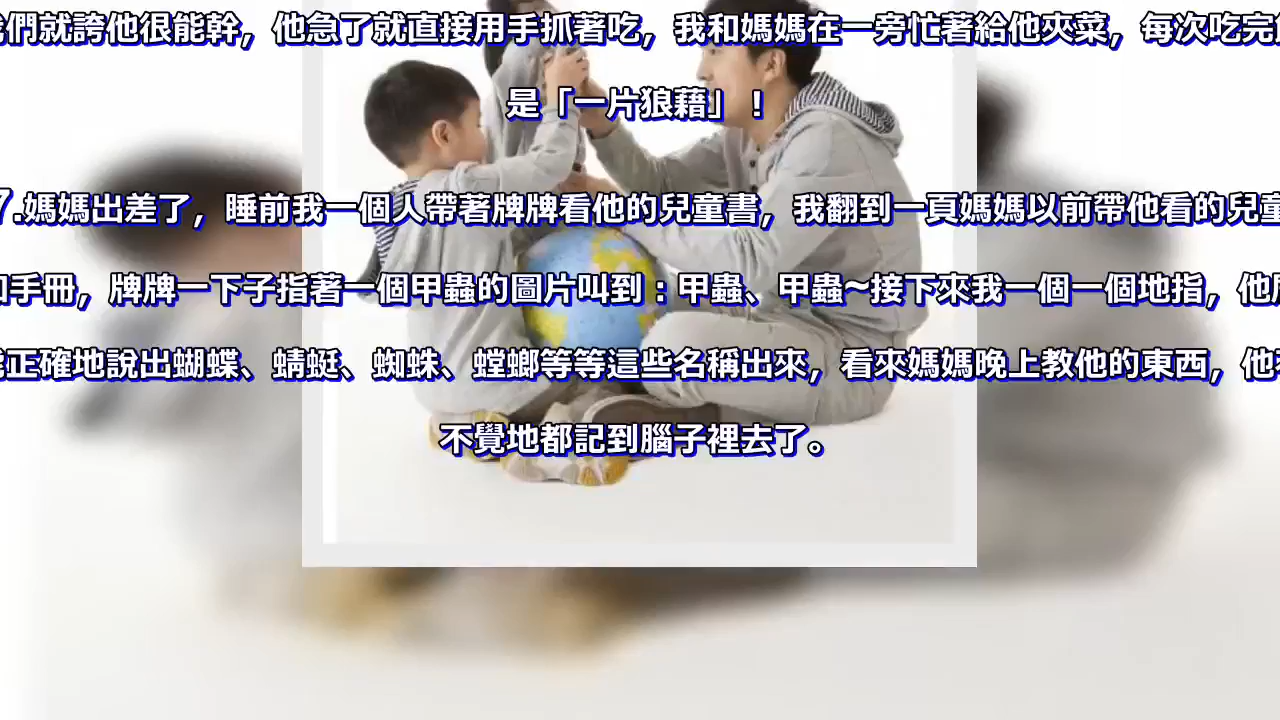 們就誇他很能幹，他急了就直接用手抓著吃，我和媽媽在一旁忙著給他夾菜，每次吃完
是「一片狼藉」！
7.媽媽出差了，睡前我一個人帶著牌牌看他的兒童書，我翻到一頁媽媽以前帶他看的兒童
手冊，牌牌一下子指著一個甲蟲的圖片叫到：甲蟲、甲蟲~接下來我一個一個地指，他
正確地說出蝴蝶、蜻蜓、蜘蛛、螳螂等等這些名稱出來，看來媽媽晚上教他的東西，他
不覺地都記到腦子裡去了。